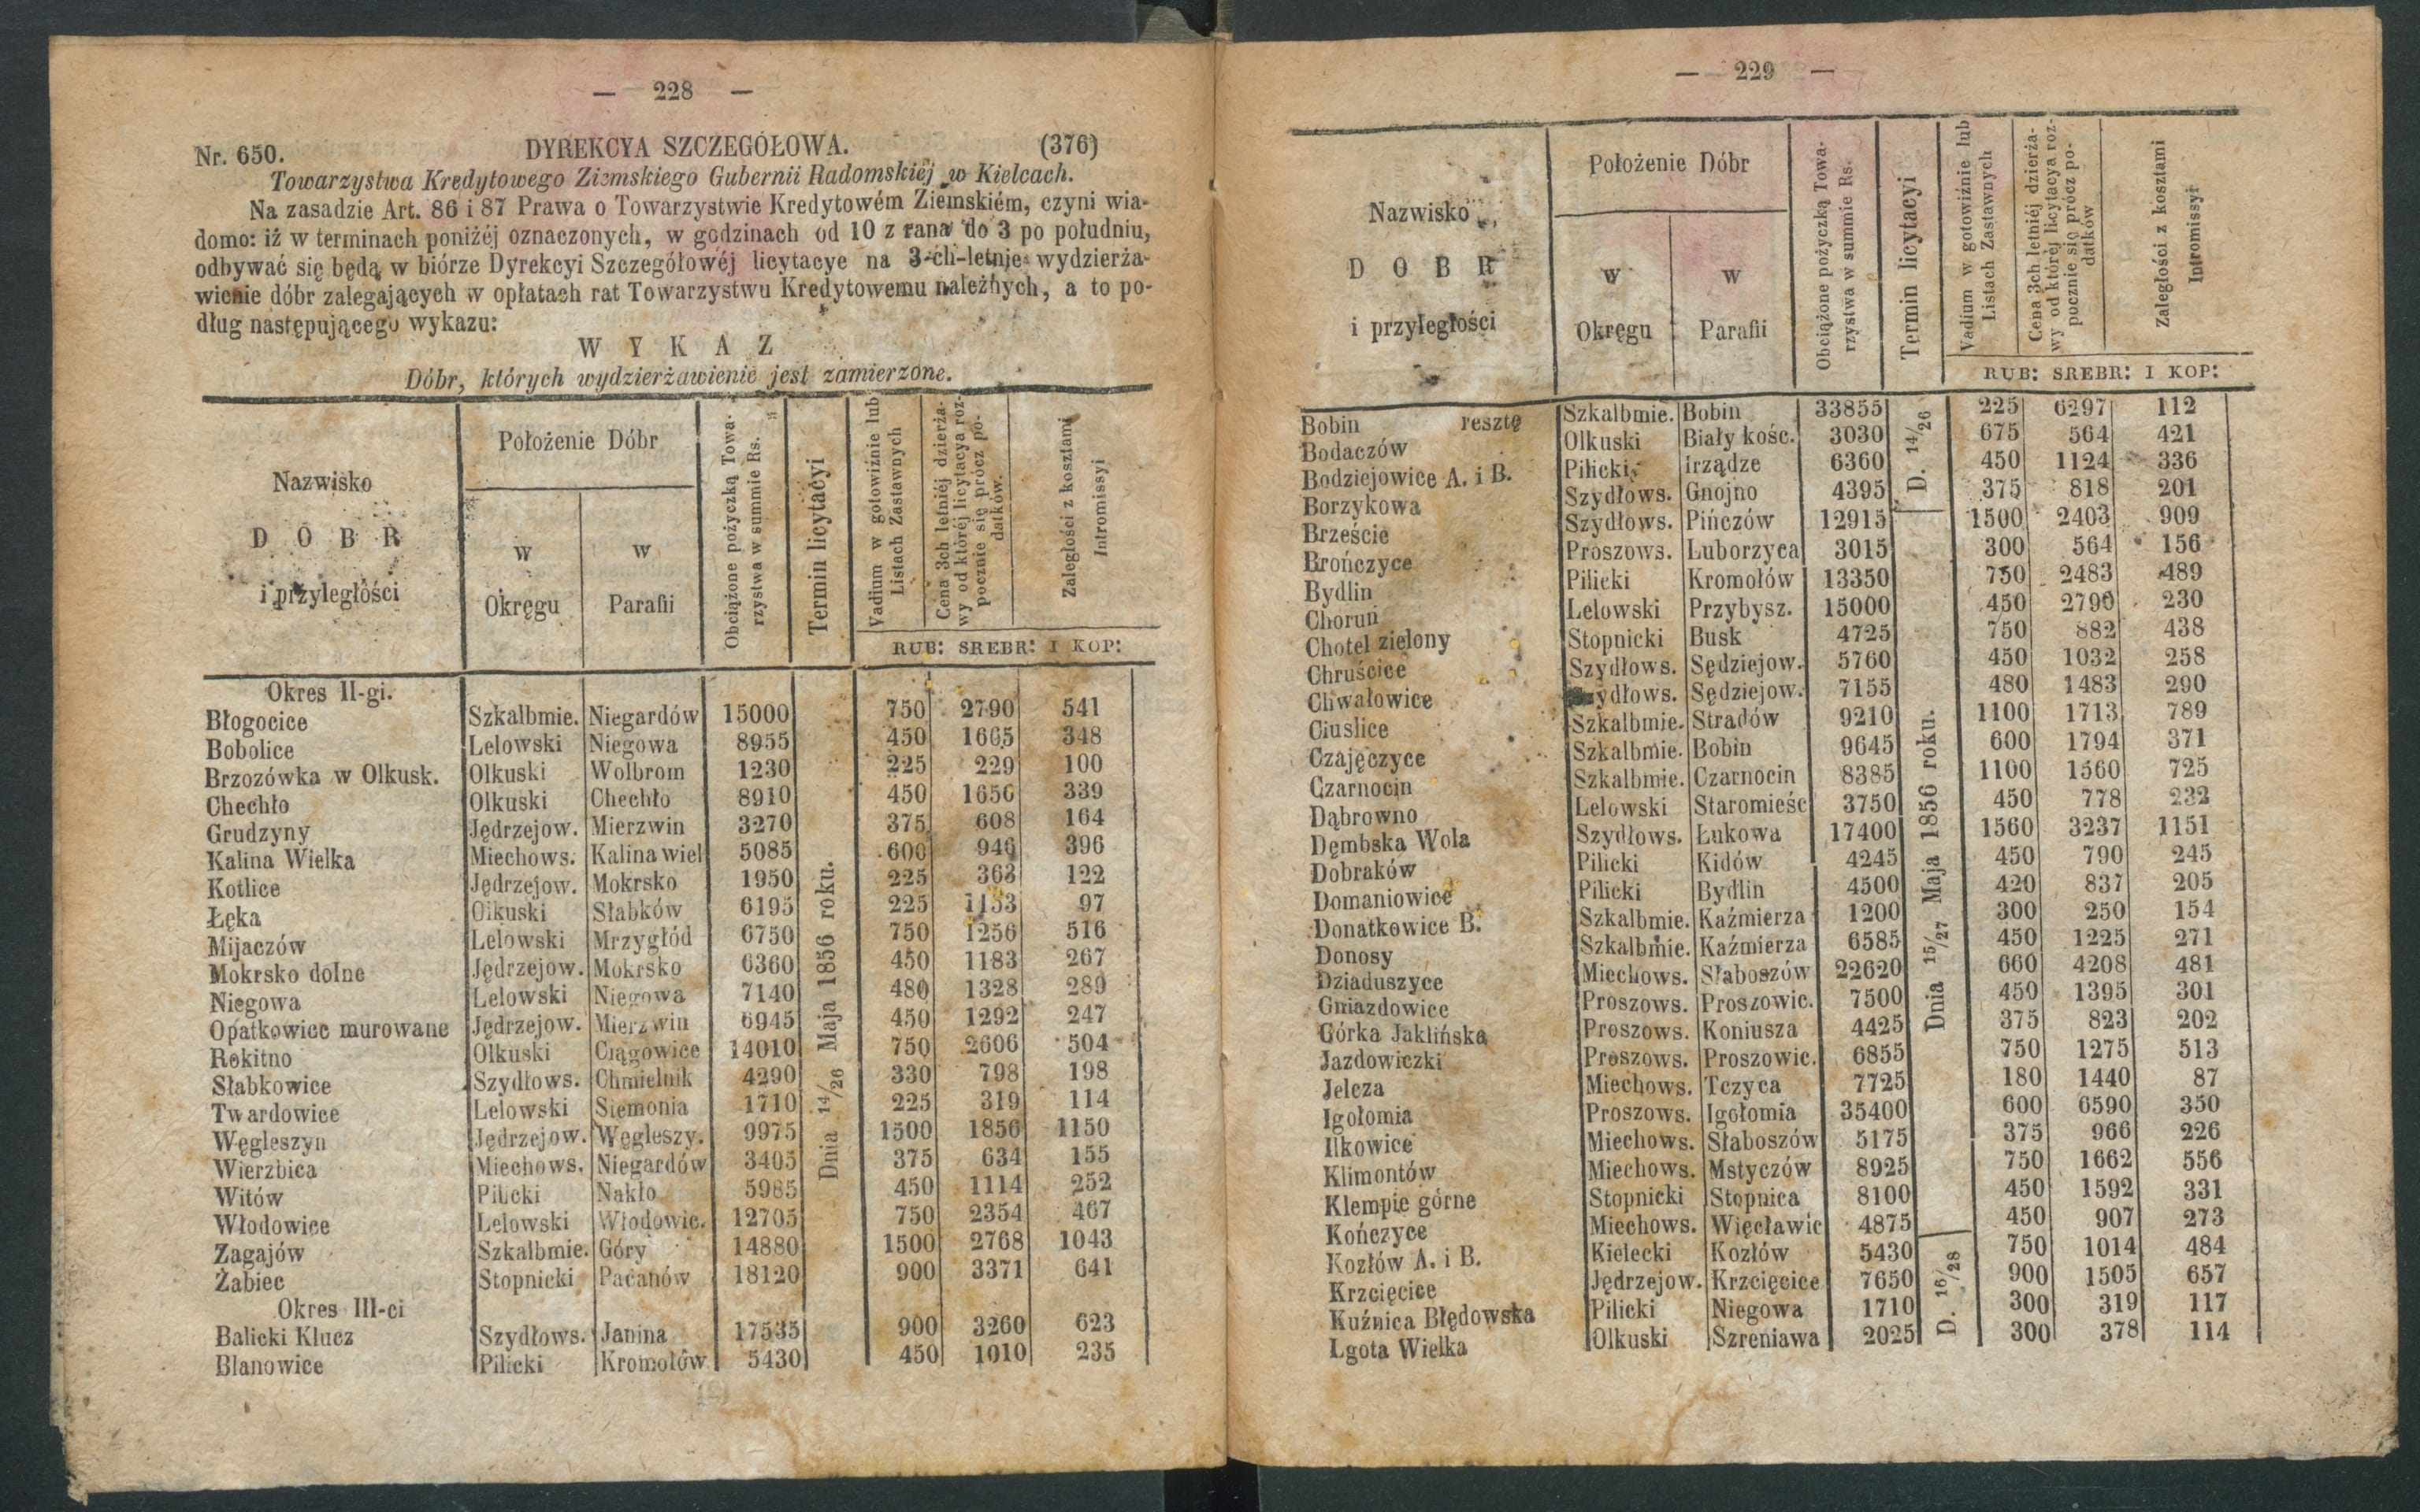 — 228 —
Nr. 650. DYREKCYA SZCZEGÓŁOWA. (376)
Towarzystwa Kredytowego Ziemskiego Gubernii Radomskiéj w Kielcach.
Na zasadzie Art. 86 i 87 Prawa o Towarzystwie Kredytowém Ziemskiém, czyni wia-
domo: iż w terminach poniżéj oznaczonych, w godzinach od 10 z rana do 3 po południu,
odbywać się będą w biórze Dyrekcyi Szczegółowéj licytacye na 3-ch-letnie wydzierża-
wienie dóbr zalegających w opłatach rat Towarzystwu Kredytowemu należnych, a to po-
dług następującego wykazu:
W Y K A Z
Dóbr, których wydzierżawienie jest zamierzone.
Nazwisko
D Ó B R
i przyległości
Położenie Dóbr
w Okręgu
w Parafii
Obciążone pożyczką Towa-
rzystwa w summie Rs.
Termin licytacyi
Vadium w gotowiźnie lub
Listach Zastawnych
Cena 3ch letniéj dzierża-
wy od któréj licytacya roz-
pocznie się prócz po-
datków.
Zaległości z kosztami
Intromissyi
RUB: SREBR: I KOP:
Okres II-gi.
Błogocice Szkalbmie. Niegardów 15000 750 2790 541
Bobolice Lelowski Niegowa 8955 450 1665 348
Brzozówka w Olkusk. Olkuski Wolbrom 1230 225 229 100
Chechło Olkuski Chechło 8910 450 1656 339
Grudzyny Jędrzejow. Mierzwin 3270 375 608 164
Kalina Wielka Miechows. Kalina wiel 5085 600 946 396
Kotlice Jędrzejow. Mokrsko 1950 225 363 122
Łęka Olkuski Sławków 6195 225 1153 97
Mijaczów Lelowski Mrzygłód 6750 750 1256 516
Mokrsko dolne Jędrzejow. Mokrsko 6360 450 1183 267
Niegowa Lelowski Niegowa 7140 480 1328 289
Opatkowice murowane Jędrzejow. Mierzwin 6945 450 1292 247
Rokitno Olkuski Ciągowice 14010 750 2606 504
Słabkowice Szydłows. Chmielnik 4290 330 798 198
Twardowice Lelowski Siemonia 1710 225 319 114
Węgleszyn Jędrzejow. Węgleszy. 9975 1500 1856 1150
Wierzbica Miechows. Niegardów 3405 375 634 155
Witów Pilicki Nakło 5985 450 1114 252
Włodowice Lelowski Włodowic. 12705 750 2354 467
Zagajów Szkalbmie. Góry 14880 1500 2768 1043
Żabiec Stopnicki Pacanów 18120 900 3371 641
Okres III-ci
Balicki Klucz Szydłows. Janina 17535 900 3260 623
Blanowice Pilicki Kromołów 5430 450 1010 235
Dnia 14/26 Maja 1856 roku.
— 229 —
Nazwisko
D O B R
i przyległości
Położenie Dóbr
w Okręgu
w Parafii
Obciążone pożyczką Towa-
rzystwa w summie Rs.
Termin licytacyi
Vadium w gotowiźnie lub
Listach Zastawnych
Cena 3ch letniéj dzierża-
wy od któréj licytacya roz-
pocznie się prócz po-
datków
Zaległości z kosztami
Intromissyi
RUB: SREBR: I KOP:
Bobin resztę Szkalbmie. Bobin 33855 225 6297 112
Bodaczów Olkuski Biały kośc. 3030 675 564 421
Bodziejowice A. i B. Pilicki Irządze 6360 450 1124 336
Borzykowa Szydłows. Gnojno 4395 375 818 201
Brzeście Szydłows. Pińczów 12915 1500 2403 909
Brończyce Proszows. Luborzyca 3015 300 564 156
Bydlin Pilicki Kromołów 13350 750 2483 489
Choruń Lelowski Przybysz. 15000 450 2790 230
Chotel zielony Stopnicki Busk 4725 750 882 438
Chruścice Szydłows. Sędziejow. 5760 450 1032 258
Chwałowice ydłows. Sędziejow. 7155 480 1483 290
Ciuslice Szkalbmie. Stradów 9210 1100 1713 789
Czajęczyce Szkalbmie. Bobin 9645 600 1794 371
Czarnocin Szkalbmie. Czarnocin 8385 1100 1560 725
Dąbrowno Lelowski Staromieśc 3750 450 778 232
Dębska Wola Szydłows. Łukowa 17400 1560 3237 1151
Dobraków Pilicki Kidów 4245 450 790 245
Domaniowice Pilicki Bydlin 4500 420 837 205
Donatkowice B. Szkalbmie. Kaźmierza 1200 300 250 154
Donosy Szkalbmie. Kaźmierza 6585 450 1225 271
Dziaduszyce Miechows. Słaboszów 22620 660 4208 481
Gniazdowice Proszows. Proszowic. 7500 450 1395 301
Górka Jaklińska Proszows. Koniusza 4425 375 823 202
Jazdowiczki Proszows. Proszowic. 6855 750 1275 513
Jelcza Miechows. Tczyca 7725 180 1440 87
Igołomia Proszows. Igołomia 35400 600 6590 350
Ilkowice Miechows. Słaboszów 5175 375 966 226
Klimontów Miechows. Mstyczów 8925 750 1662 556
Klempie górne Stopnicki Stopnica 8100 450 1592 331
Kończyce Miechows. Więcławic 4875 450 907 273
Kozłów A. i B. Kielecki Kozłów 5430 750 1014 484
Krzcięcice Jędrzejow. Krzcięcice 7650 900 1505 657
Kuźnica Błędowska Pilicki Niegowa 1710 300 319 117
Lgota Wielka Olkuski Szreniawa 2025 300 378 114
D. 14/26
Dnia 15/27 Maja 1856 roku.
D. 16/28